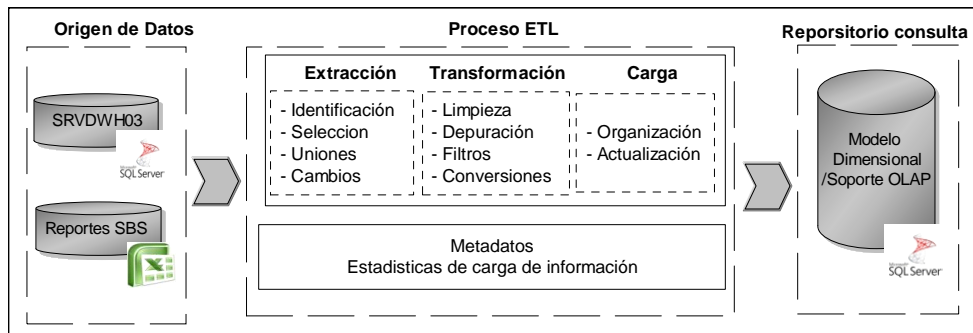 Origen de Datos
SRVDWH03
SQL Server
Reportes SBS
Proceso ETL
Extracción
- Identificación
- Seleccion
- Uniones
- Cambios
Transformación
- Limpieza
- Depuración
- Filtros
- Conversiones
Carga
- Organización
- Actualización
Metadatos
Estadisticas de carga de información
Reporsitorio consulta
Modelo
Dimensional
/Soporte OLAP
SQL Server